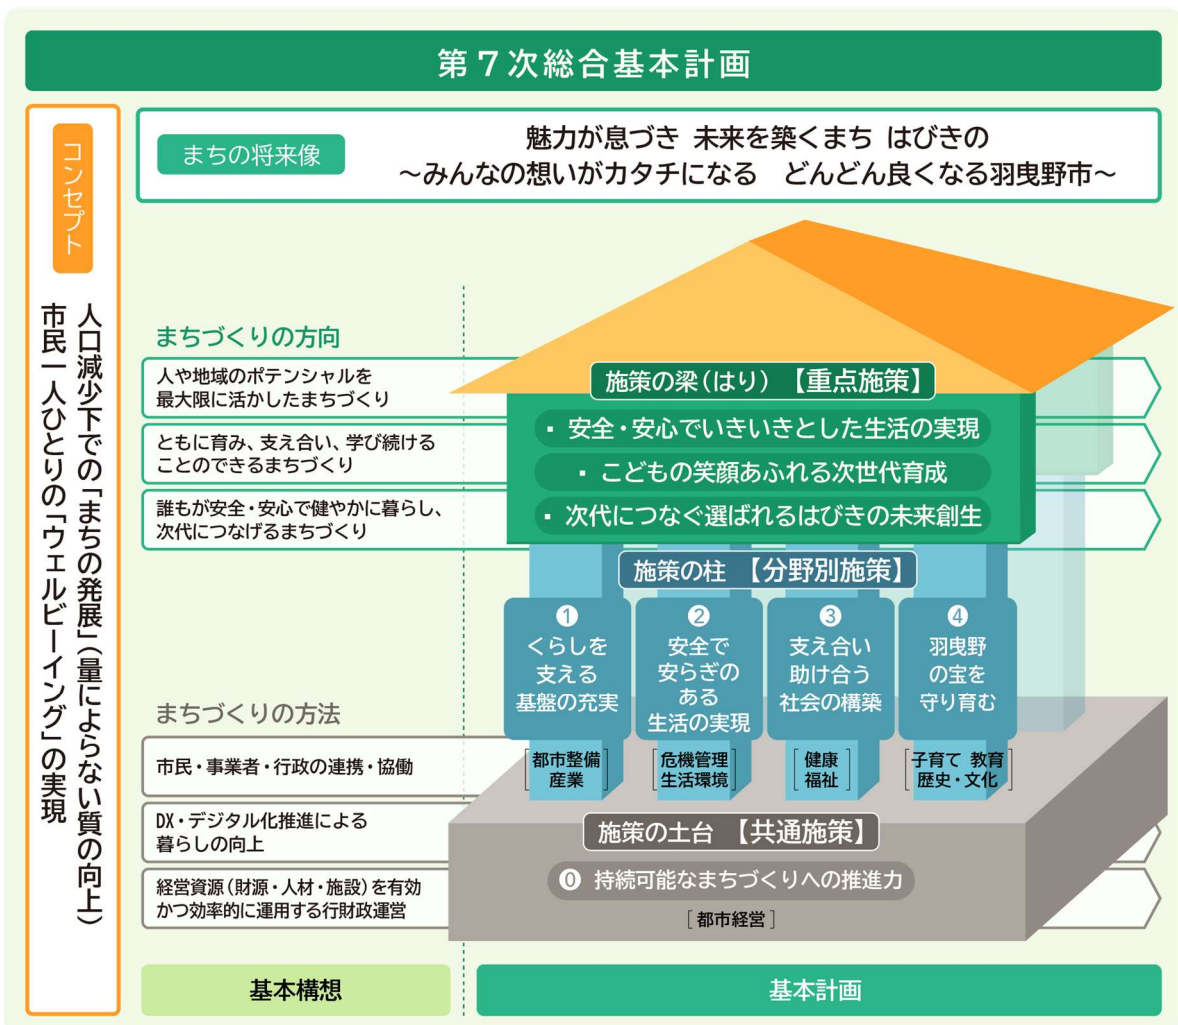 第7次総合基本計画
コンセプト
人口減少下での「まちの発展」(量によらない質の向上)
市民一人ひとりの「ウェルビーイング」の実現
まちの将来像
魅力が息づき 未来を築くまち はびきの
～みんなの想いがカタチになる どんどん良くなる羽曳野市～
まちづくりの方向
人や地域のポテンシャルを
最大限に活かしたまちづくり
ともに育み、支え合い、学び続ける
ことのできるまちづくり
誰もが安全・安心で健やかに暮らし、
次代につなげるまちづくり
施策の梁(はり)【重点施策】
・安全・安心でいきいきとした生活の実現
・こどもの笑顔あふれる次世代育成
・次代につなぐ選ばれるはびきの未来創生
施策の柱 【分野別施策】
❶
くらしを
支える
基盤の充実
[都市整備
産業]
❷
安全で
安らぎの
ある
生活の実現
[危機管理
生活環境]
❸
支え合い
助け合う
社会の構築
[健康
福祉]
❹
羽曳野
の宝を
守り育む
[子育て 教育
歴史・文化]
まちづくりの方法
市民・事業者・行政の連携・協働
DX・デジタル化推進による
暮らしの向上
経営資源(財源・人材・施設)を有効
かつ効率的に運用する行財政運営
施策の土台 【共通施策】
⓿ 持続可能なまちづくりへの推進力
[都市経営]
基本構想
基本計画